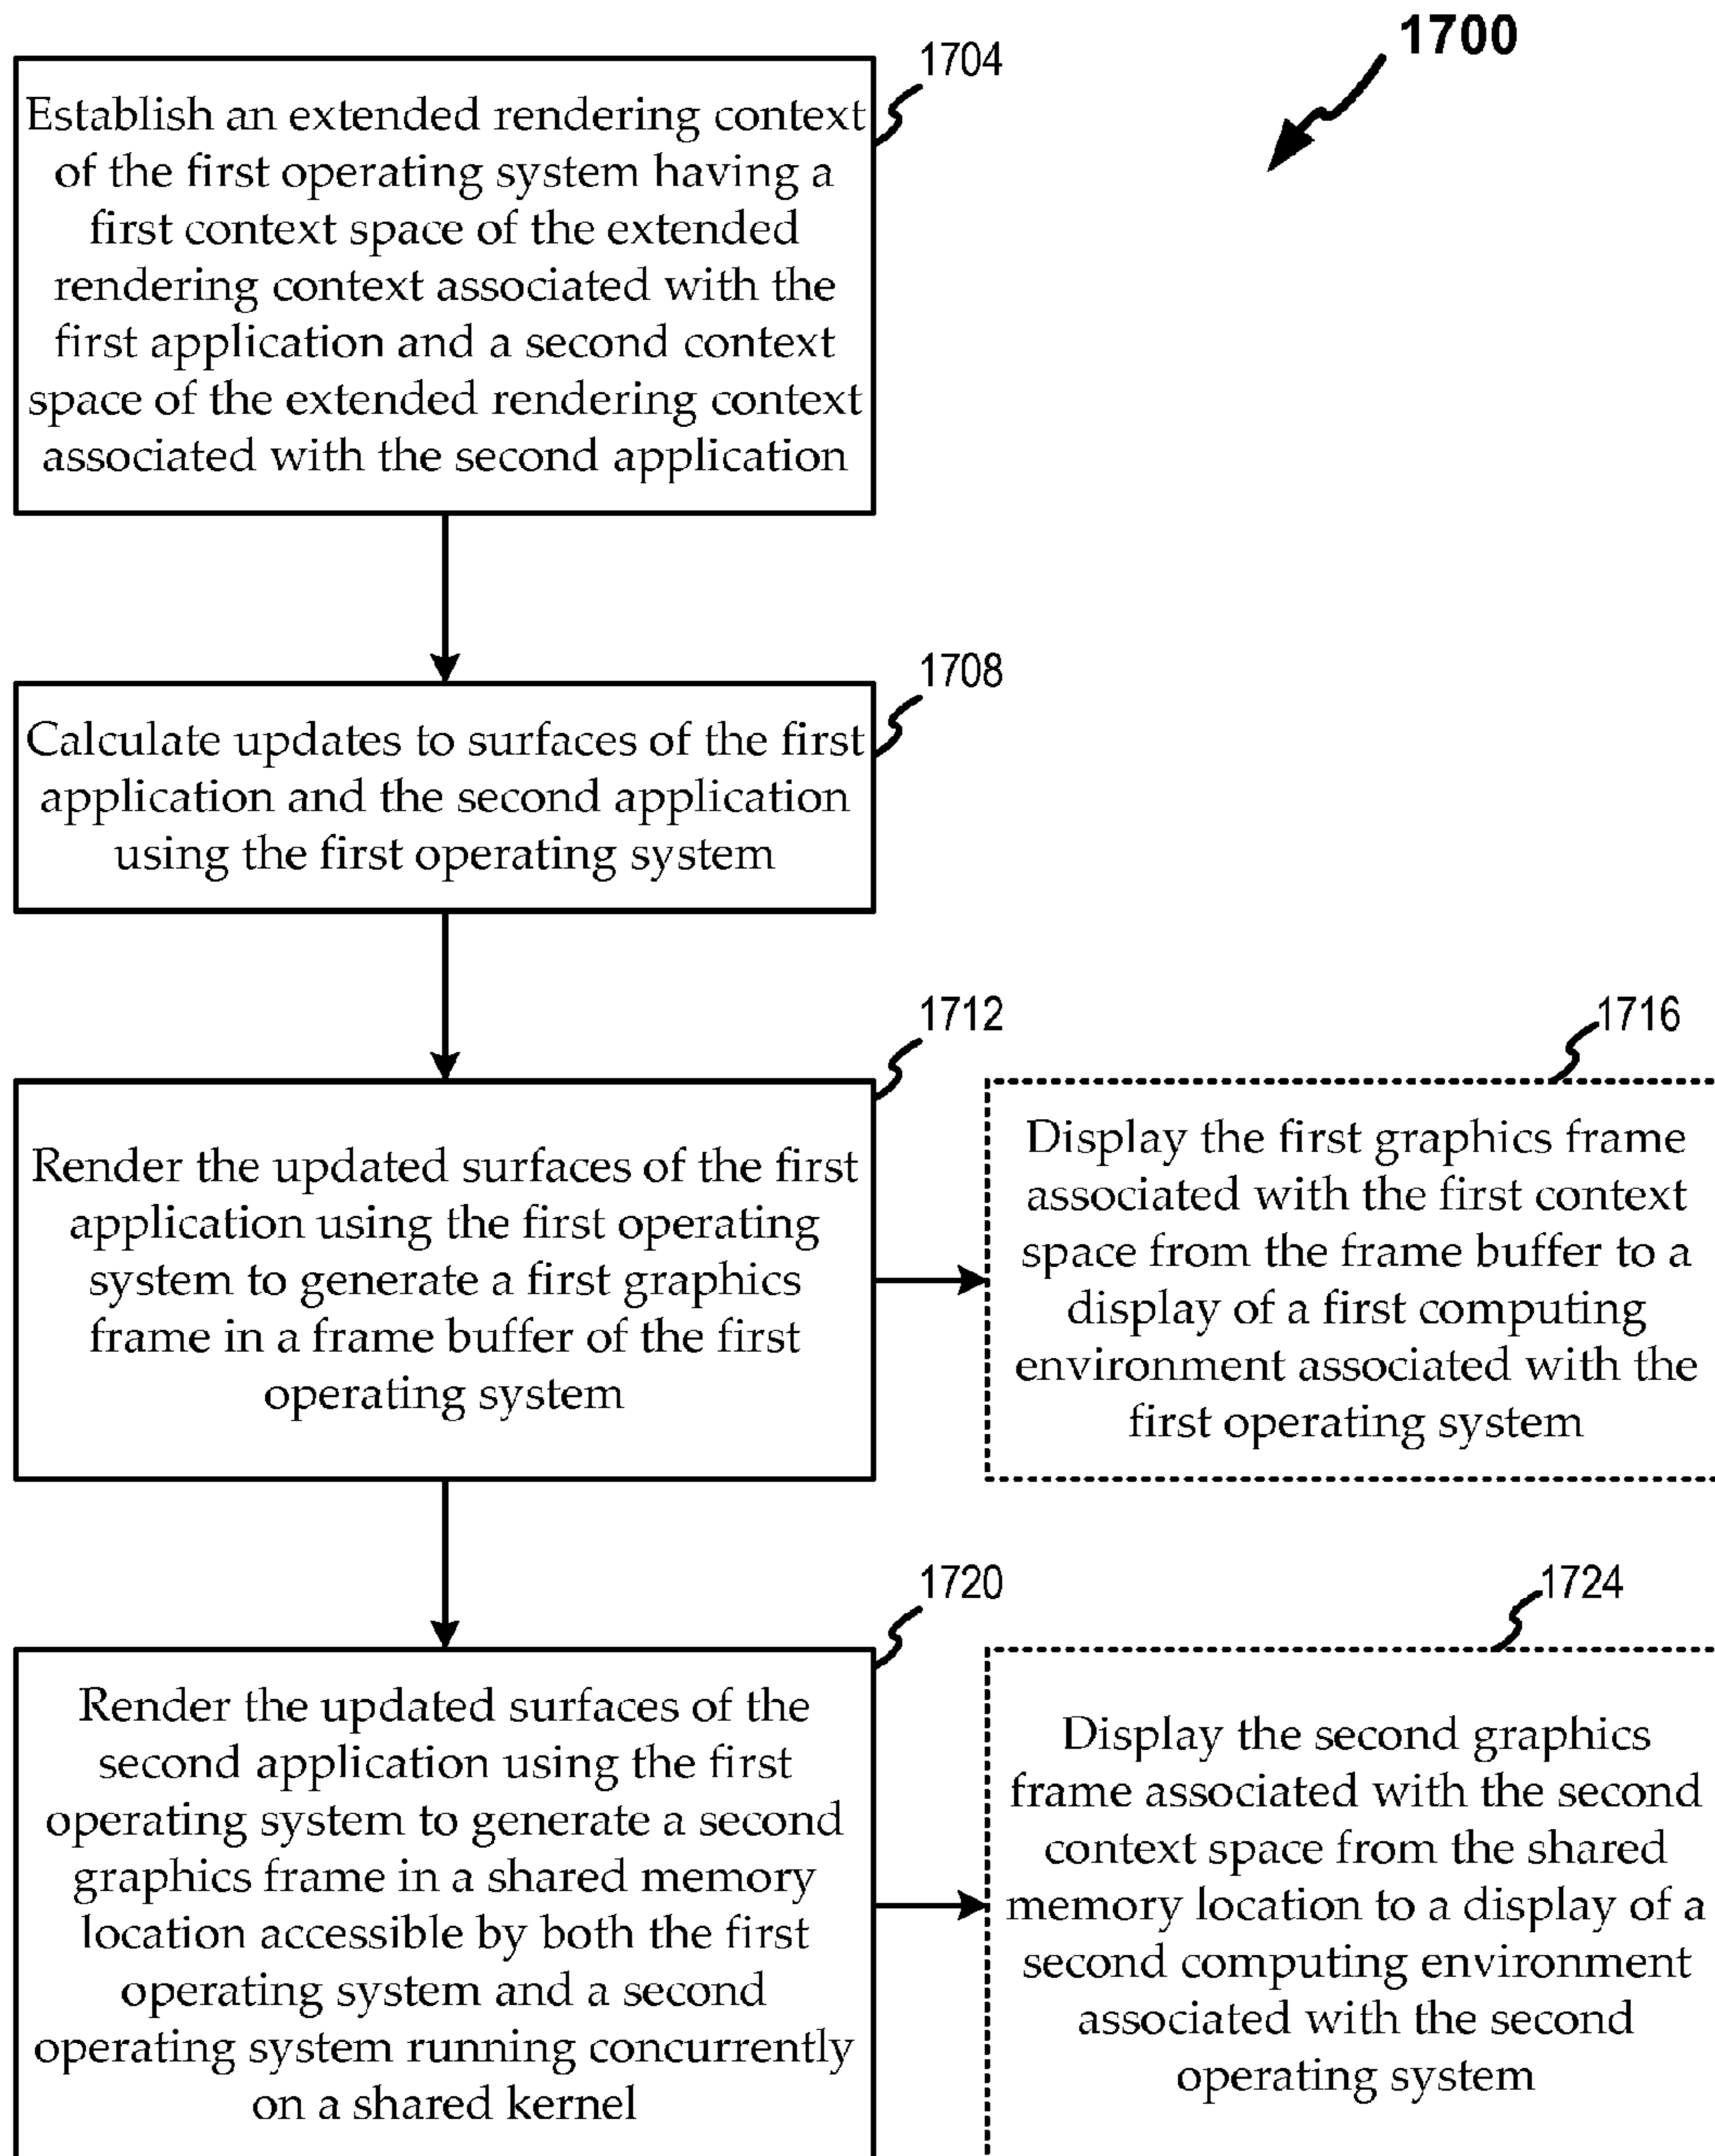 1700
1704
Establish an extended rendering context
of the first operating system having a
first context space of the extended
rendering context associated with the
first application and a second context
space of the extended rendering context
associated with the second application
1708
Calculate updates to surfaces of the first
application and the second application
using the first operating system
1712
Render the updated surfaces of the first
application using the first operating
system to generate a first graphics
frame in a frame buffer of the first
operating system
1716
Display the first graphics frame
associated with the first context
space from the frame buffer to a
display of a first computing
environment associated with the
first operating system
1720
Render the updated surfaces of the
second application using the first
operating system to generate a second
graphics frame in a shared memory
location accessible by both the first
operating system and a second
operating system running concurrently
on a shared kernel
1724
Display the second graphics
frame associated with the second
context space from the shared
memory location to a display of a
second computing environment
associated with the second
operating system